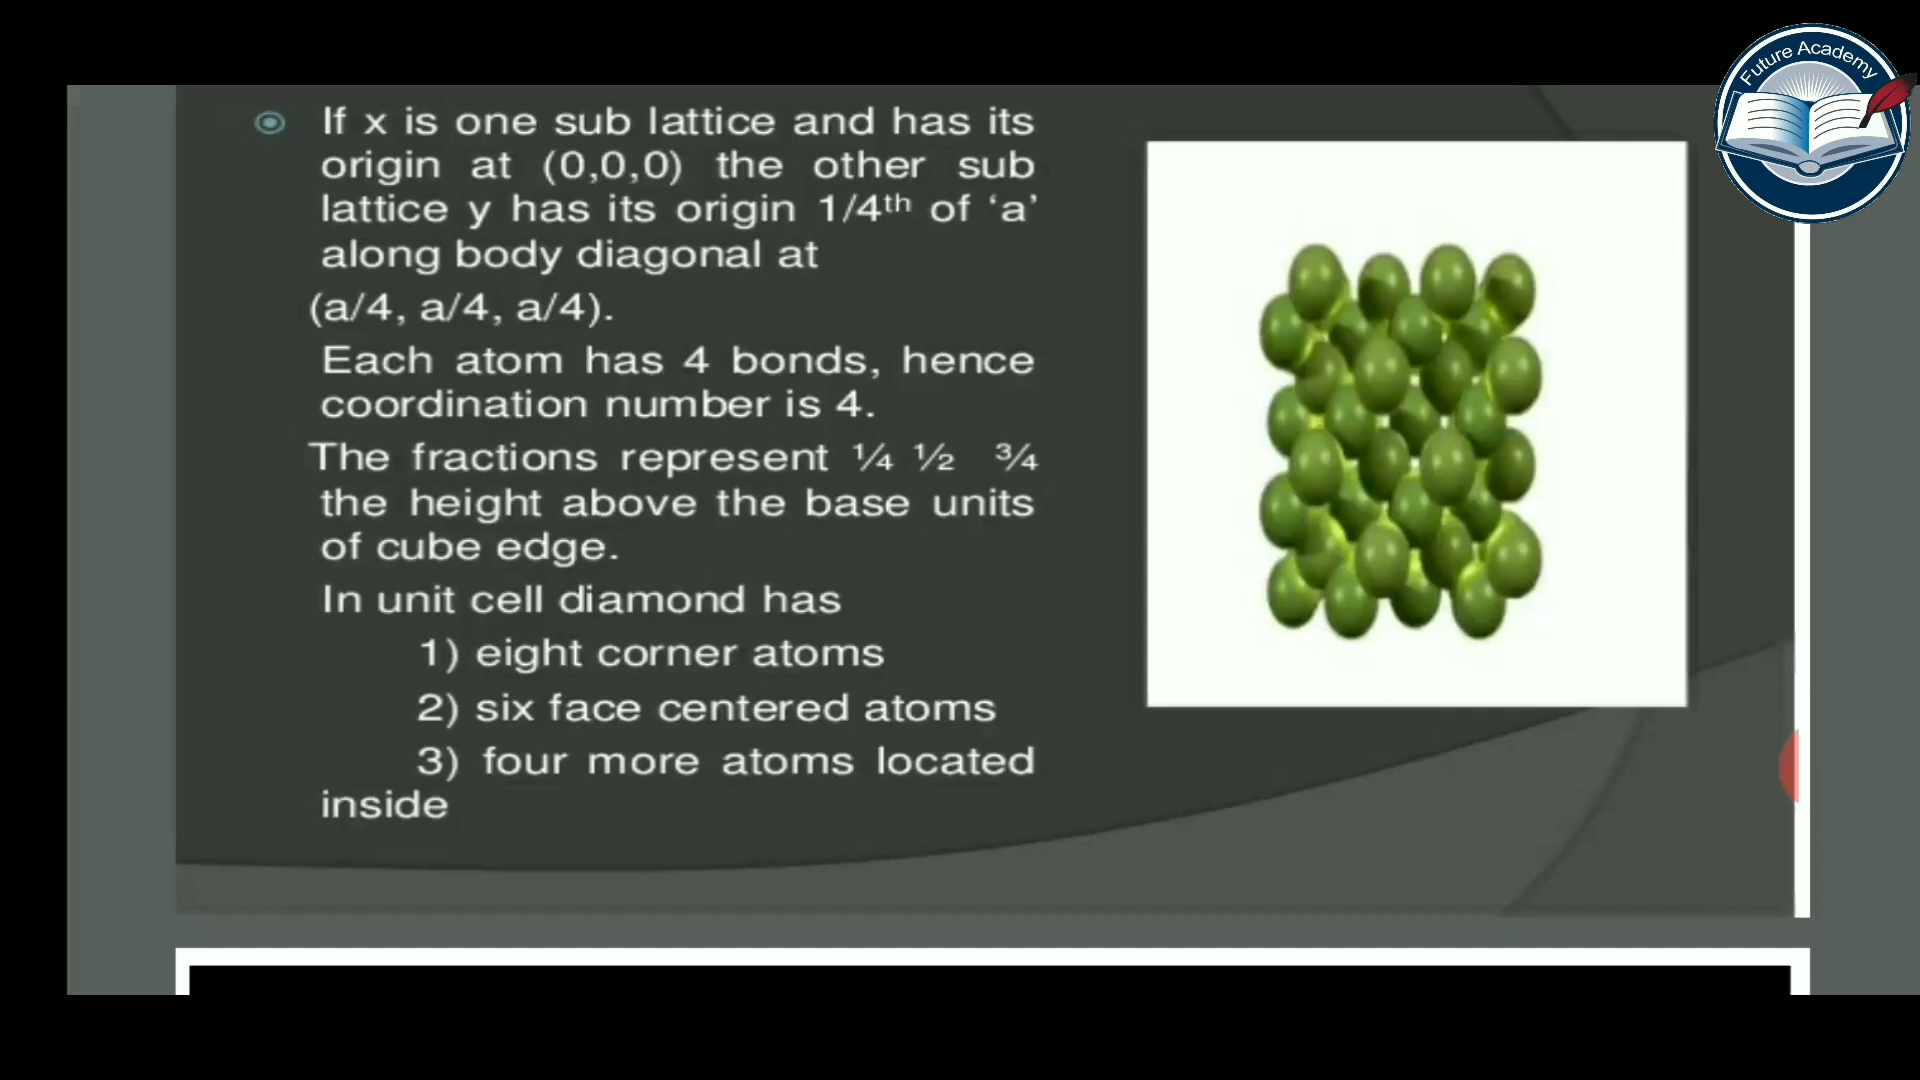 Future Academy
If x is one sub lattice and has its
origin at (0,0,0) the other sub
lattice y has its origin 1/4th of ‘a’
along body diagonal at
(a/4, a/4, a/4).
Each atom has 4 bonds, hence
coordination number is 4.
The fractions represent ¼ ½ ¾
the height above the base units
of cube edge.
In unit cell diamond has
1) eight corner atoms
2) six face centered atoms
3) four more atoms located
inside